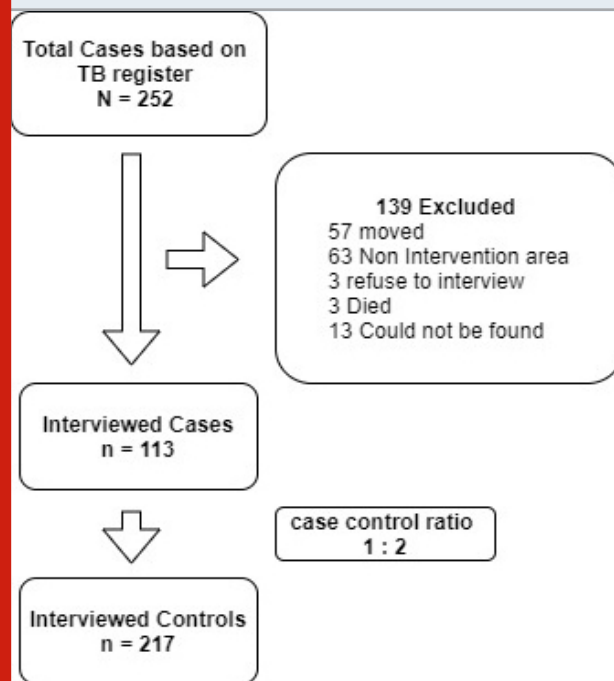 Total Cases based on
TB register
N = 252
139 Excluded
57 moved
63 Non Intervention area
3 refuse to interview
3 Died
13 Could not be found
Interviewed Cases
n = 113
case control ratio
1 : 2
Interviewed Controls
n = 217